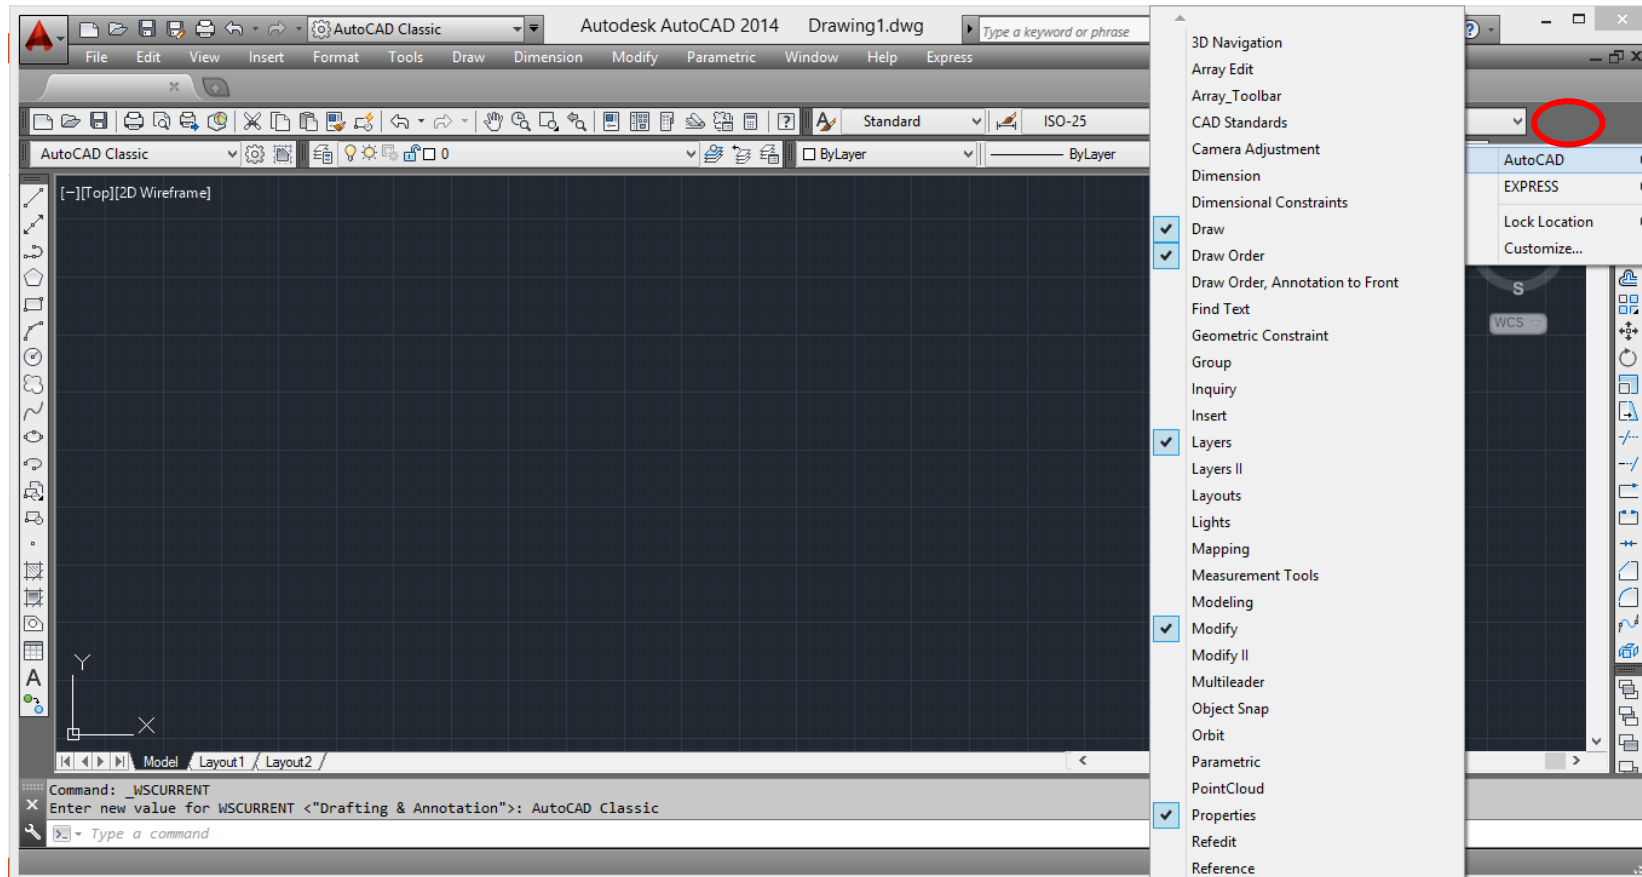 AutoCAD Classic
Autodesk AutoCAD 2014 Drawing1.dwg
Type a keyword or phrase
File Edit View Insert Format Tools Draw Dimension Modify Parametric Window Help Express
Standard ISO-25
AutoCAD Classic 0 ByLayer ByLayer
[−][Top][2D Wireframe]
3D Navigation
Array Edit
Array_Toolbar
CAD Standards
Camera Adjustment
Dimension
Dimensional Constraints
Draw
Draw Order
Draw Order, Annotation to Front
Find Text
Geometric Constraint
Group
Inquiry
Insert
Layers
Layers II
Layouts
Lights
Mapping
Measurement Tools
Modeling
Modify
Modify II
Multileader
Object Snap
Orbit
Parametric
PointCloud
Properties
Refedit
Reference
AutoCAD
EXPRESS
Lock Location
Customize...
S
WCS
A
Y
X
Model Layout1 Layout2
Command: _WSCURRENT
Enter new value for WSCURRENT <"Drafting & Annotation">: AutoCAD Classic
Type a command